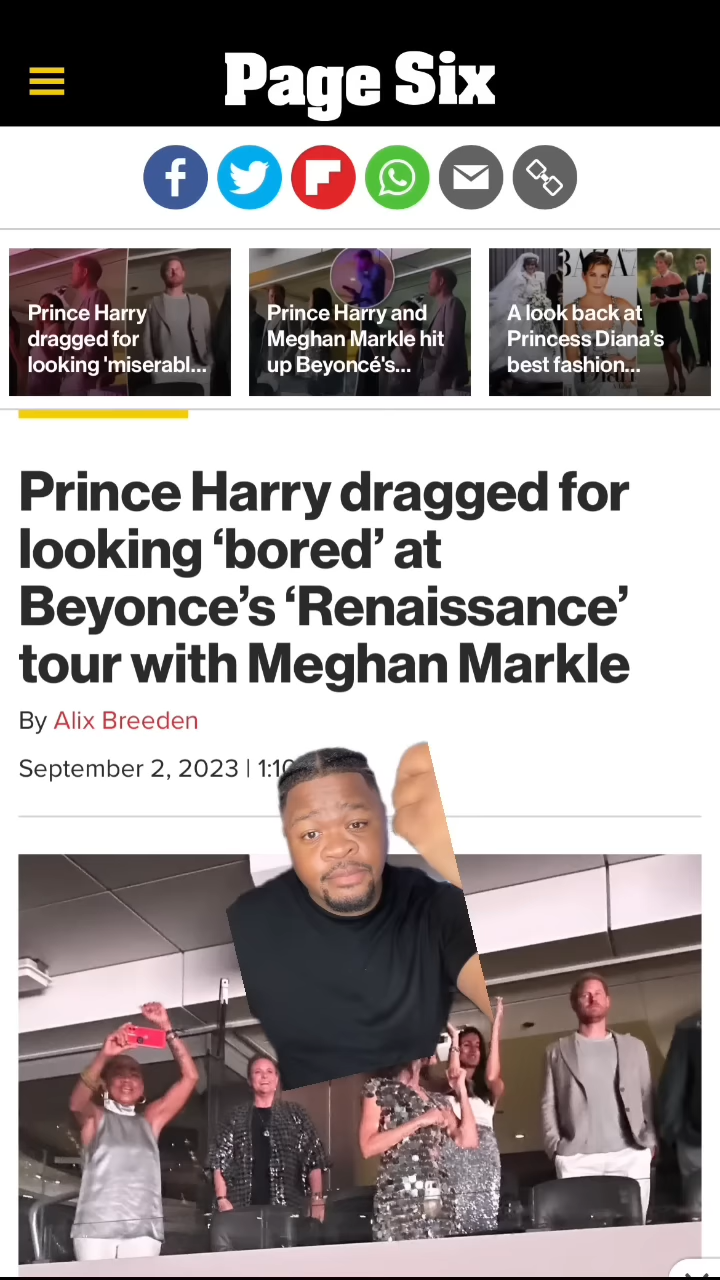 Page Six
Prince Harry
dragged for
looking 'miserabl...
Prince Harry and
Meghan Markle hit
up Beyoncé's...
A look back at
Princess Diana's
best fashion...
Prince Harry dragged for
looking ‘bored’ at
Beyonce’s ‘Renaissance’
tour with Meghan Markle
By Alix Breeden
September 2, 2023 | 1:10